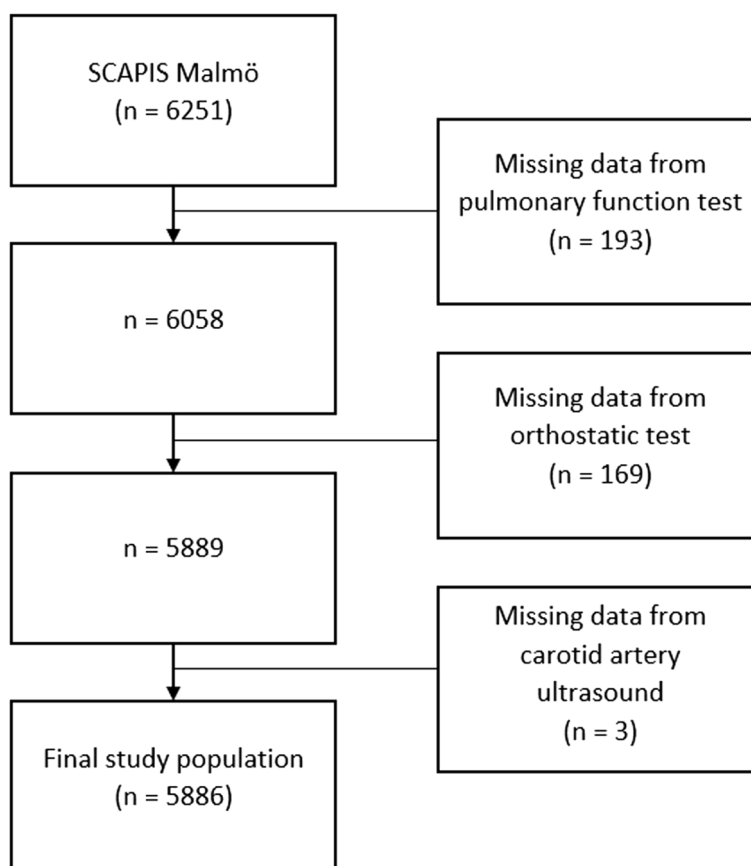 SCAPIS Malmö
(n = 6251)
Missing data from
pulmonary function test
(n = 193)
n = 6058
Missing data from
orthostatic test
(n = 169)
n = 5889
Missing data from
carotid artery
ultrasound
(n = 3)
Final study population
(n = 5886)